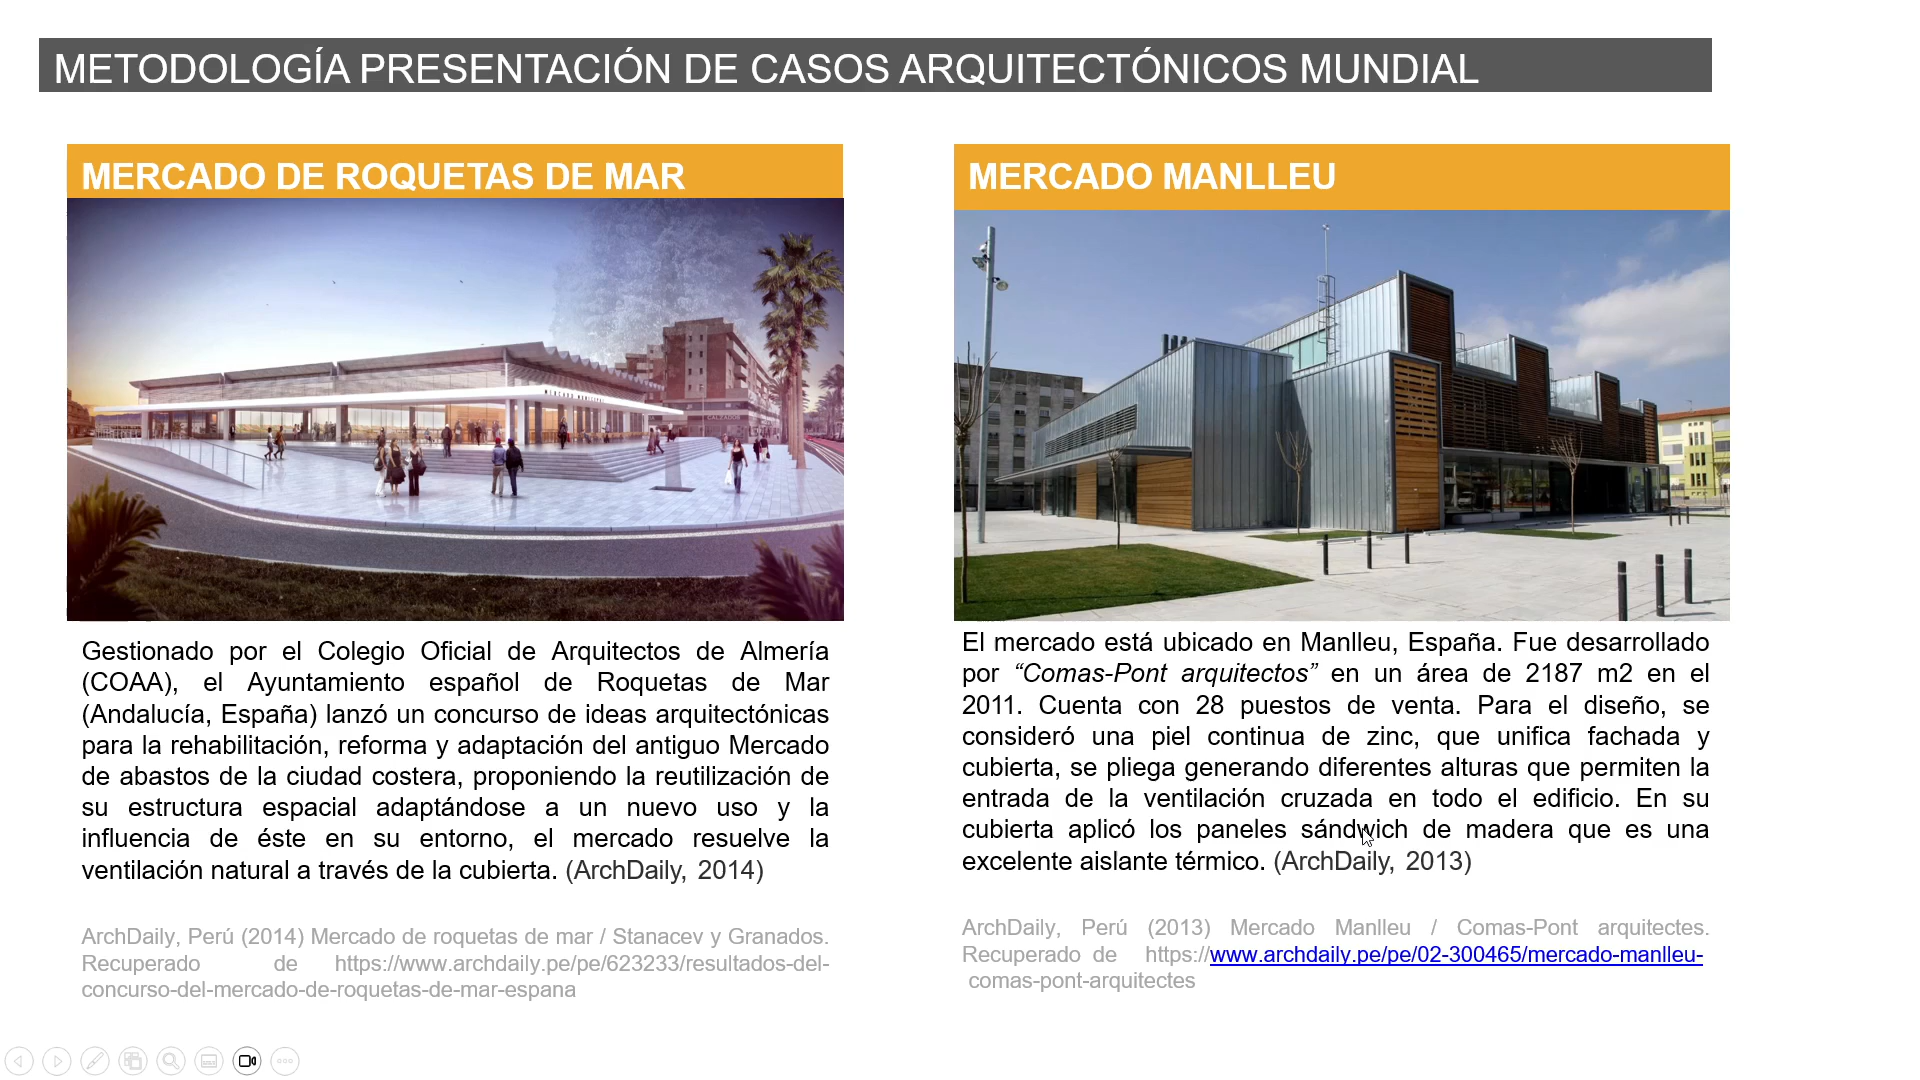 METODOLOGÍA PRESENTACIÓN DE CASOS ARQUITECTÓNICOS MUNDIAL
MERCADO DE ROQUETAS DE MAR
MERCADO MUNICIPAL
Gestionado por el Colegio Oficial de Arquitectos de Almería
(COAA), el Ayuntamiento español de Roquetas de Mar
(Andalucía, España) lanzó un concurso de ideas arquitectónicas
para la rehabilitación, reforma y adaptación del antiguo Mercado
de abastos de la ciudad costera, proponiendo la reutilización de
su estructura espacial adaptándose a un nuevo uso y la
influencia de éste en su entorno, el mercado resuelve la
ventilación natural a través de la cubierta. (ArchDaily, 2014)
ArchDaily, Perú (2014) Mercado de roquetas de mar / Stanacev y Granados.
Recuperado de https://www.archdaily.pe/pe/623233/resultados-del-
concurso-del-mercado-de-roquetas-de-mar-espana
MERCADO MANLLEU
El mercado está ubicado en Manlleu, España. Fue desarrollado
por “Comas-Pont arquitectos” en un área de 2187 m2 en el
2011. Cuenta con 28 puestos de venta. Para el diseño, se
consideró una piel continua de zinc, que unifica fachada y
cubierta, se pliega generando diferentes alturas que permiten la
entrada de la ventilación cruzada en todo el edificio. En su
cubierta aplicó los paneles sándwich de madera que es una
excelente aislante térmico. (ArchDaily, 2013)
ArchDaily, Perú (2013) Mercado Manlleu / Comas-Pont arquitectes.
Recuperado de https://www.archdaily.pe/pe/02-300465/mercado-manlleu-
comas-pont-arquitectes